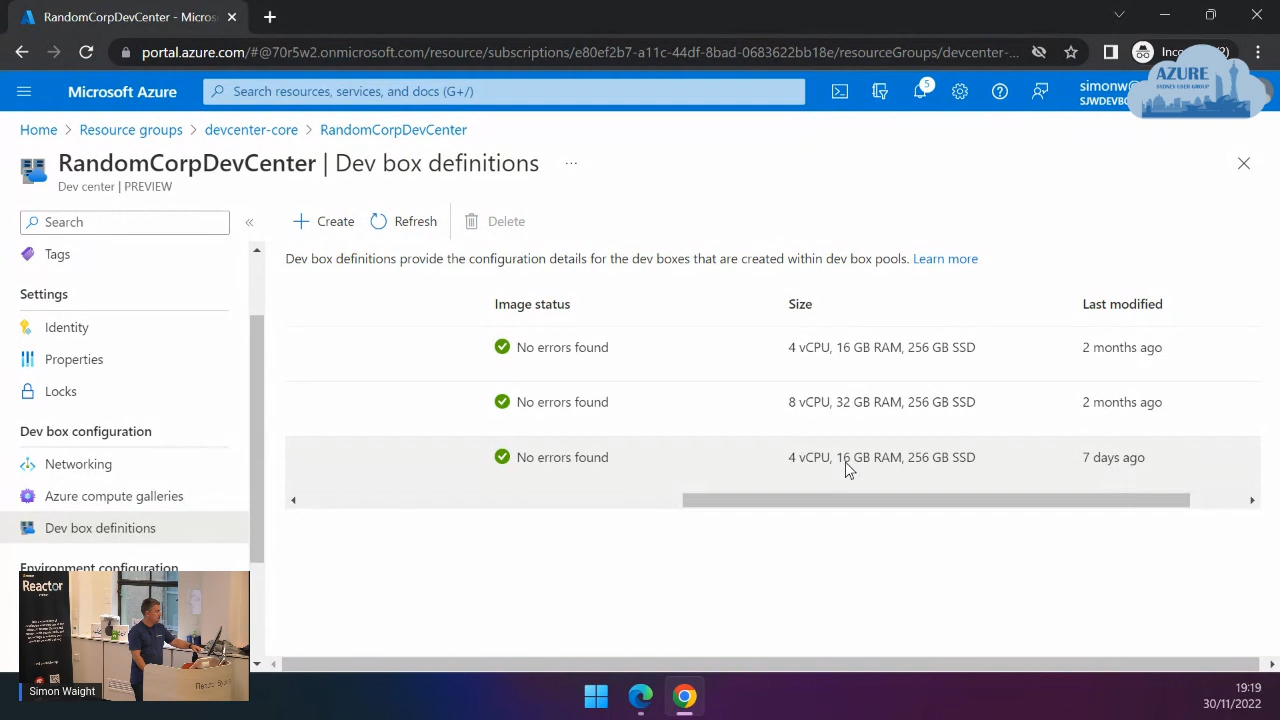 RandomCorpDevCenter - Micros
portal.azure.com/#@70r5w2.onmicrosoft.com/resource/subscriptions/e80ef2b7-a11c-44df-8bad-0683622bb18e/resourceGroups/devcenter-...
Microsoft Azure
Search resources, services, and docs (G+/)
5
simonw
SJWDEVBO
AZURE
SYDNEY USER GROUP
Home > Resource groups > devcenter-core > RandomCorpDevCenter
RandomCorpDevCenter | Dev box definitions ...
Dev center | PREVIEW
Search
«
+ Create
Refresh
Delete
Tags
Settings
Identity
Properties
Locks
Dev box configuration
Networking
Azure compute galleries
Dev box definitions
Environment configuration
Dev box definitions provide the configuration details for the dev boxes that are created within dev box pools. Learn more
Image status Size Last modified
No errors found 4 vCPU, 16 GB RAM, 256 GB SSD 2 months ago
No errors found 8 vCPU, 32 GB RAM, 256 GB SSD 2 months ago
No errors found 4 vCPU, 16 GB RAM, 256 GB SSD 7 days ago
Reactor
Simon Waight
19:19
30/11/2022